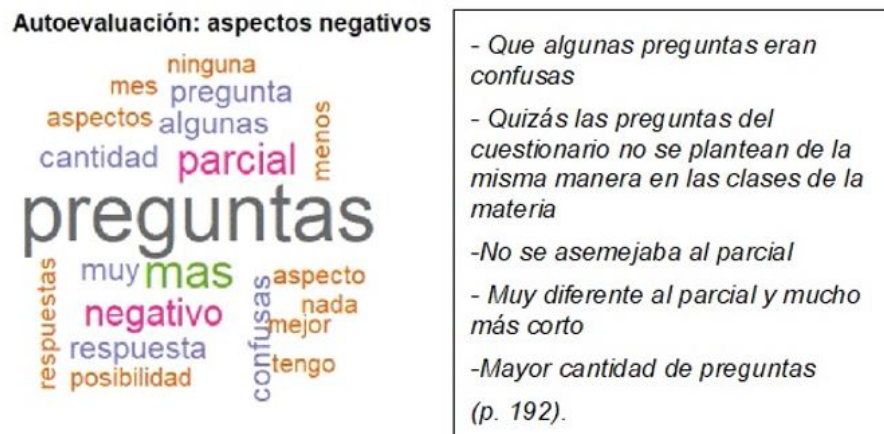 Autoevaluación: aspectos negativos
ninguna
mes pregunta
aspectos algunas
menos
cantidad parcial
preguntas
respuestas
muy mas
confusas
aspecto
negativo
nada
mejor
respuesta
tengo
posibilidad
- Que algunas preguntas eran
confusas
- Quizás las preguntas del
cuestionario no se plantean de la
misma manera en las clases de la
materia
-No se asemejaba al parcial
- Muy diferente al parcial y mucho
más corto
-Mayor cantidad de preguntas
(p. 192).